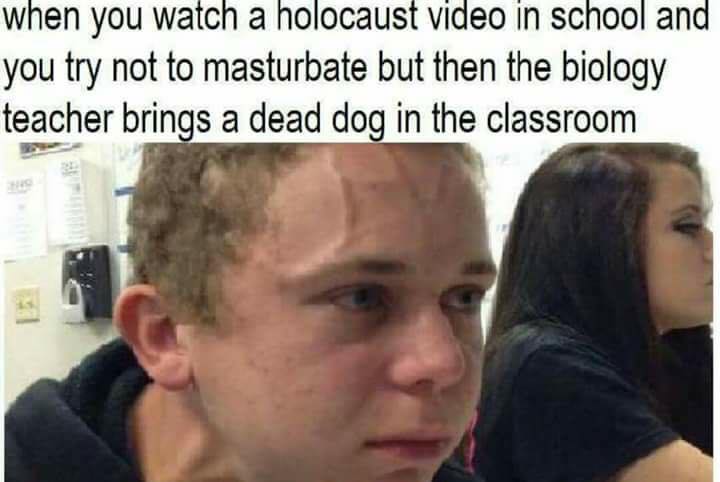 when you watch a holocaust video in school and
you try not to masturbate but then the biology
teacher brings a dead dog in the classroom